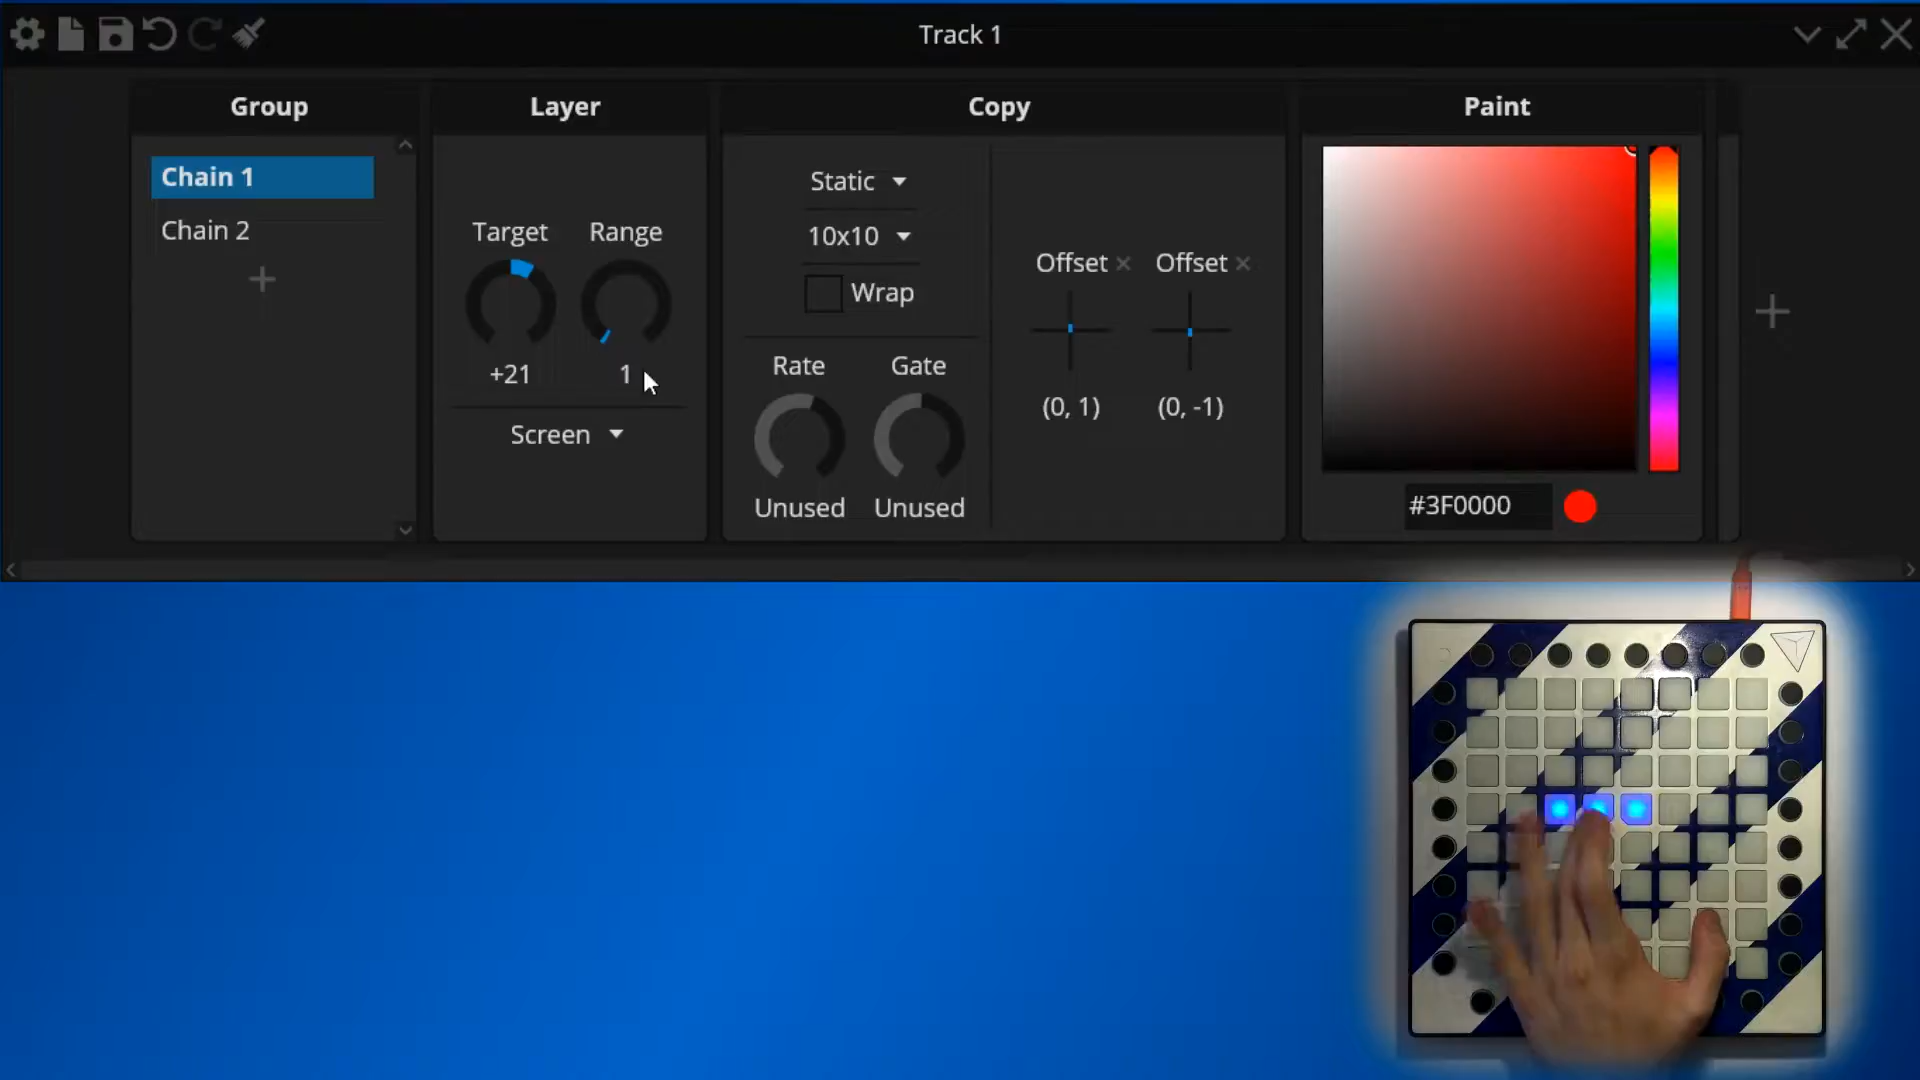 Track 1
Group
Chain 1
Chain 2
Layer
Target
Range
+21
1
Screen
Copy
Static
10x10
Wrap
Rate
Gate
Unused
Unused
Offset
Offset
(0, 1)
(0, -1)
Paint
#3F0000